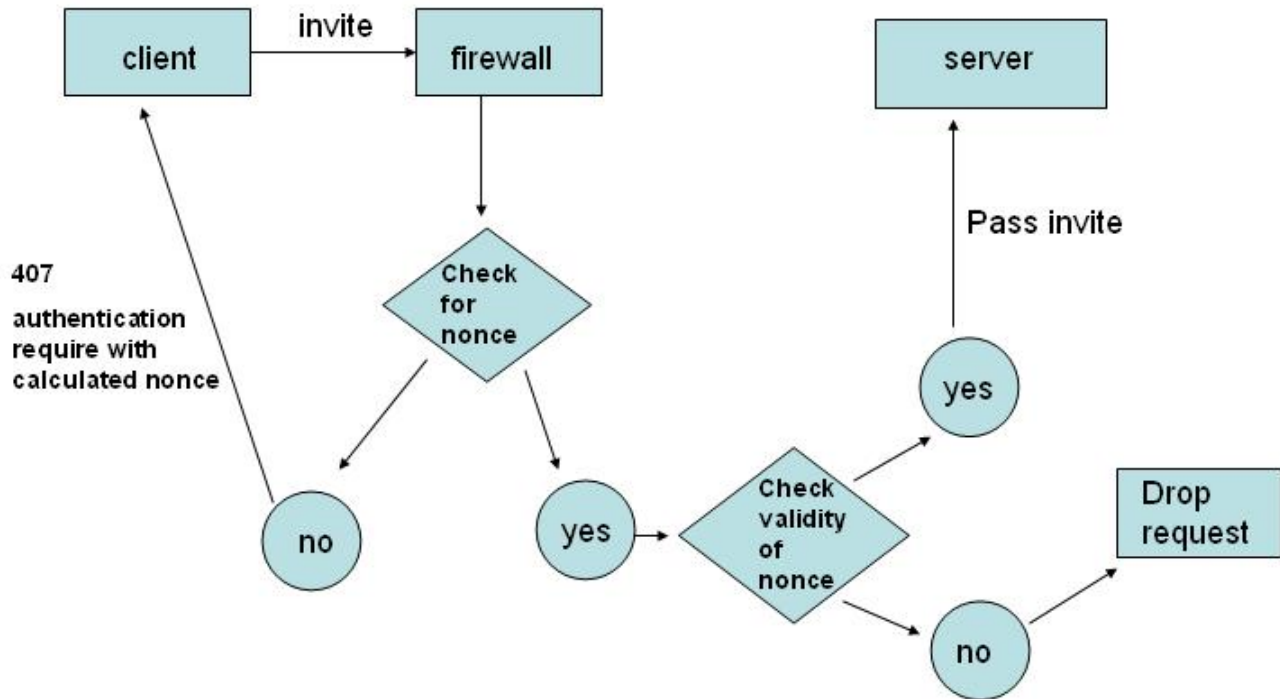 client
invite
firewall
server
Pass invite
407
authentication
require with
calculated nonce
Check
for
nonce
yes
no
yes
Check
validity
of
nonce
Drop
request
no